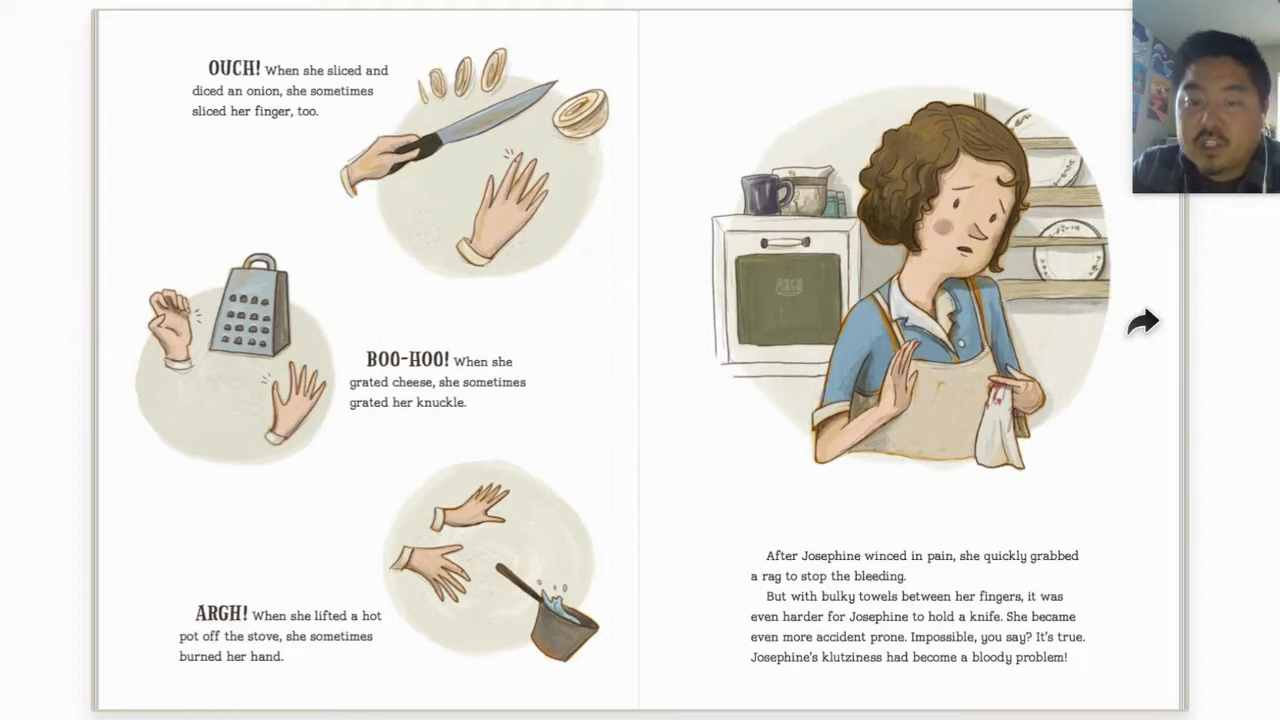 OUCH! When she sliced and
diced an onion, she sometimes
sliced her finger, too.
BOO-HOO! When she
grated cheese, she sometimes
grated her knuckle.
ARGH! When she lifted a hot
pot off the stove, she sometimes
burned her hand.
ARGH
After Josephine winced in pain, she quickly grabbed
a rag to stop the bleeding.
But with bulky towels between her fingers, it was
even harder for Josephine to hold a knife. She became
even more accident prone. Impossible, you say? It's true.
Josephine's klutziness had become a bloody problem!